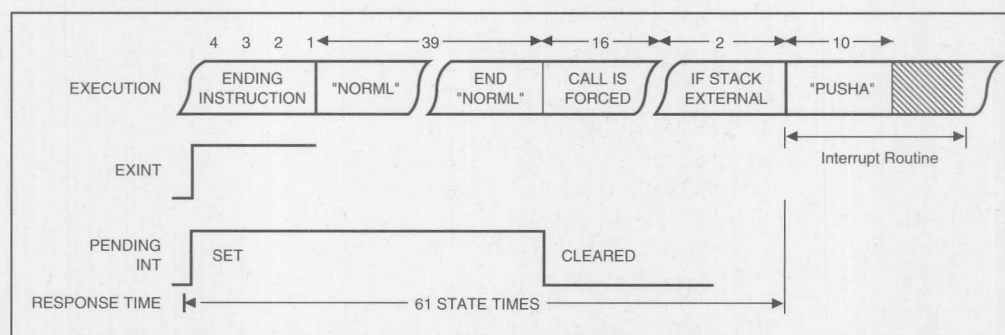 4 3 2 1 39 16 2 10
EXECUTION ENDING INSTRUCTION "NORML" END "NORML" CALL IS FORCED IF STACK EXTERNAL "PUSHA"
Interrupt Routine
EXINT
PENDING INT SET CLEARED
RESPONSE TIME 61 STATE TIMES